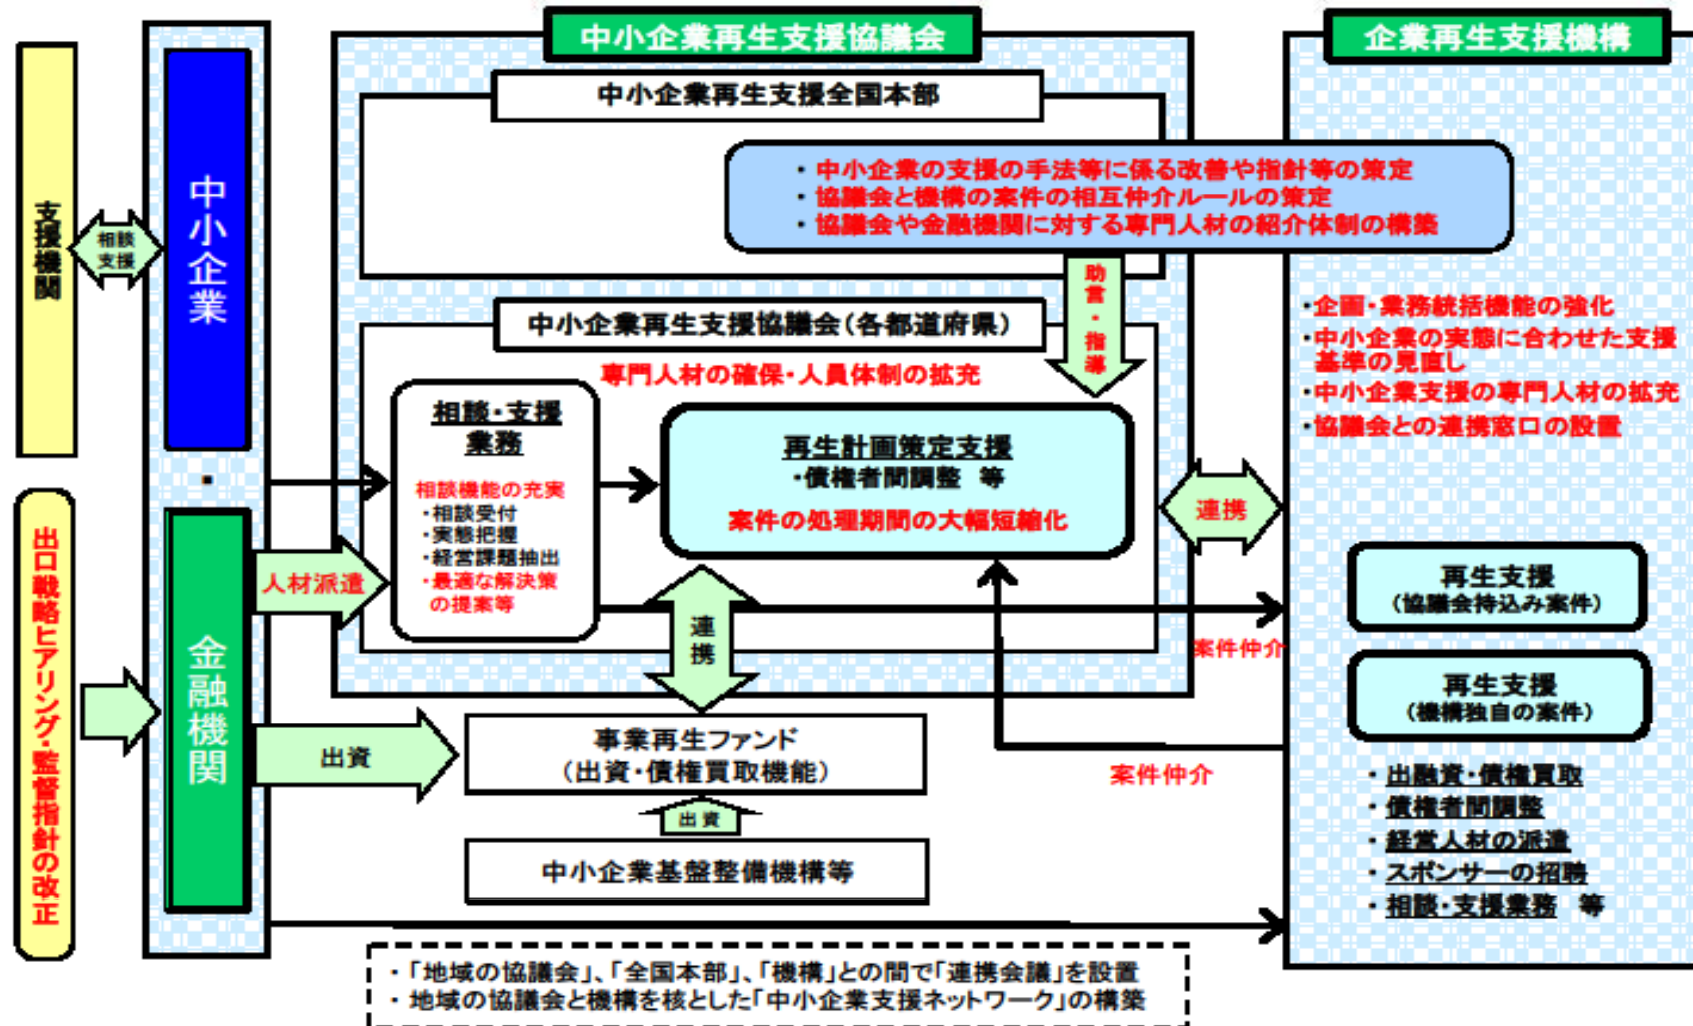 中小企業再生支援協議会
企業再生支援機構
中小企業再生支援全国本部
・中小企業の支援の手法等に係る改善や指針等の策定
・協議会と機構の案件の相互仲介ルールの策定
・協議会や金融機関に対する専門人材の紹介体制の構築
支援機関
相談
支援
中小企業
・
金融機関
出口戦略ヒアリング・監督指針の改正
助言・指導
中小企業再生支援協議会(各都道府県)
専門人材の確保・人員体制の拡充
相談・支援
業務
相談機能の充実
・相談受付
・実態把握
・経営課題抽出
・最適な解決策
の提案等
再生計画策定支援
・債権者間調整 等
案件の処理期間の大幅短縮化
人材派遣
連携
連携
・企画・業務統括機能の強化
・中小企業の実態に合わせた支援
基準の見直し
・中小企業支援の専門人材の拡充
・協議会との連携窓口の設置
再生支援
(協議会持込み案件)
案件仲介
再生支援
(機構独自の案件)
出資
事業再生ファンド
(出資・債権買取機能)
案件仲介
出資
中小企業基盤整備機構等
・出融資・債権買取
・債権者間調整
・経営人材の派遣
・スポンサーの招聘
・相談・支援業務 等
・「地域の協議会」、「全国本部」、「機構」との間で「連携会議」を設置
・地域の協議会と機構を核とした「中小企業支援ネットワーク」の構築